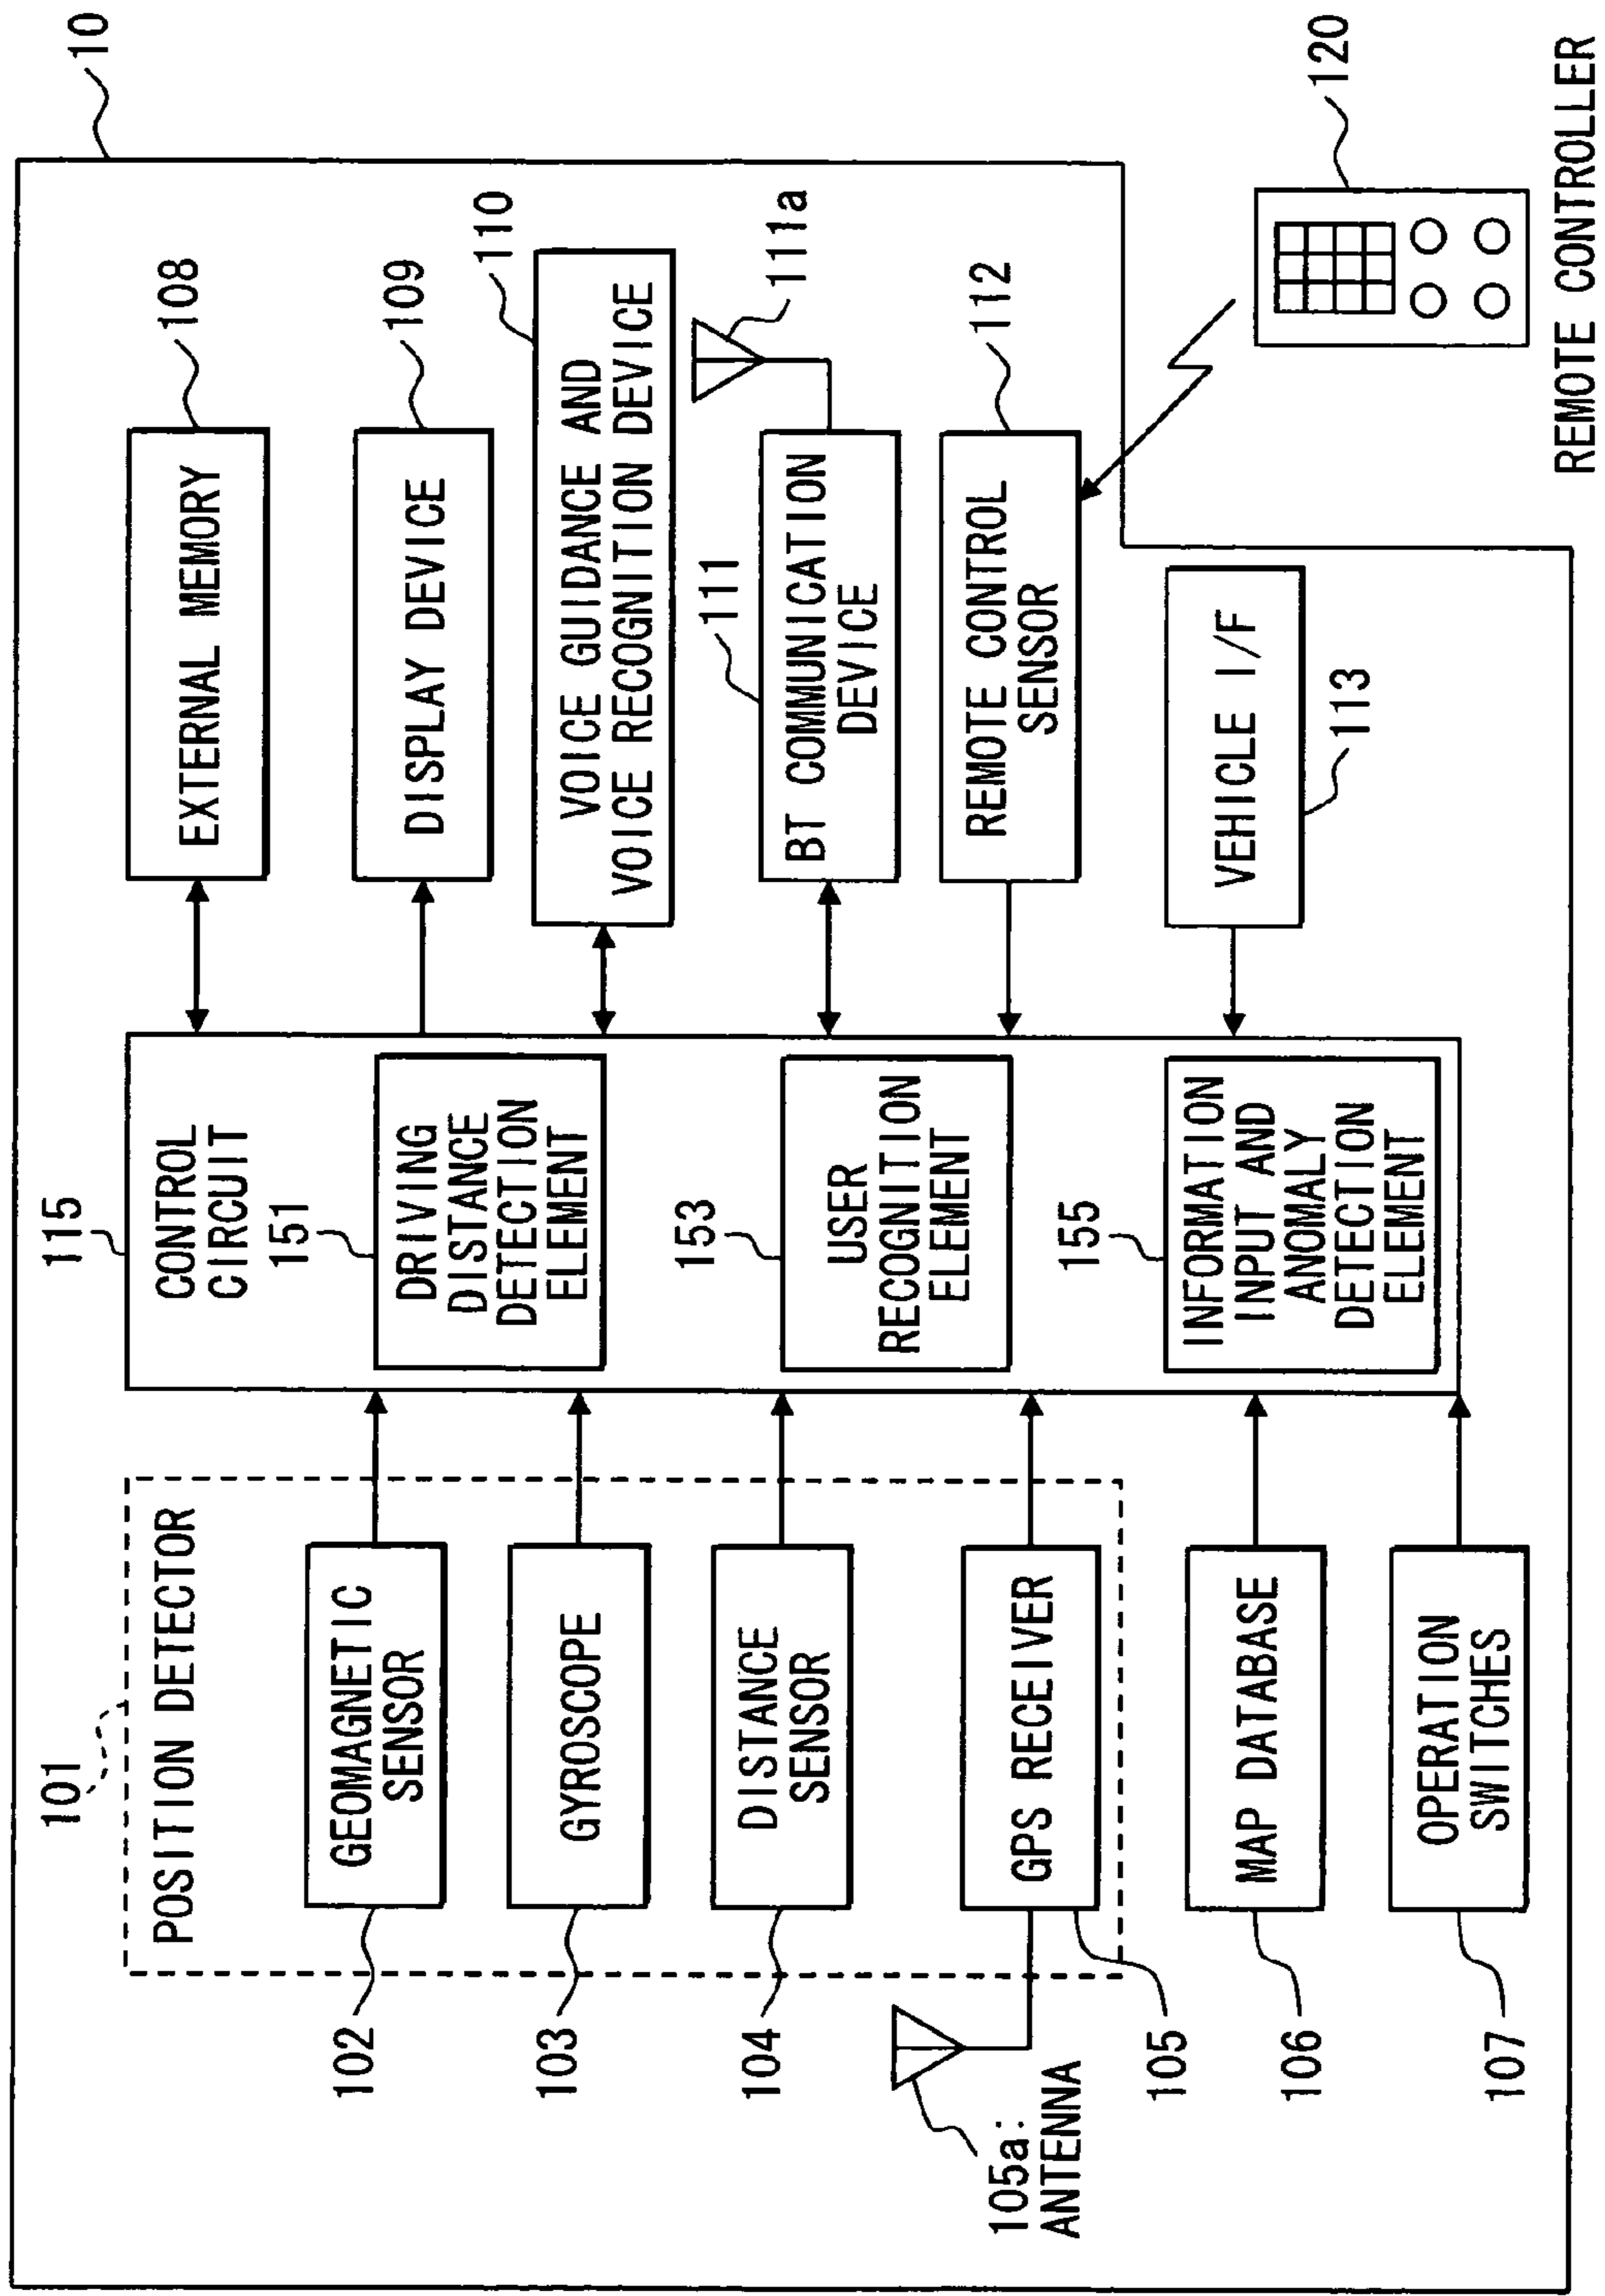 10
101
POSITION DETECTOR
102
GEOMAGNETIC
SENSOR
103
GYROSCOPE
104
DISTANCE
SENSOR
105a:
ANTENNA
GPS RECEIVER
105
106
MAP DATABASE
107
OPERATION
SWITCHES
115
CONTROL
CIRCUIT
151
DRIVING
DISTANCE
DETECTION
ELEMENT
153
USER
RECOGNITION
ELEMENT
155
INFORMATION
INPUT AND
ANOMALY
DETECTION
ELEMENT
EXTERNAL MEMORY
108
DISPLAY DEVICE
109
VOICE GUIDANCE AND
VOICE RECOGNITION DEVICE
110
111
BT COMMUNICATION
DEVICE
111a
REMOTE CONTROL
SENSOR
112
VEHICLE I/F
113
120
REMOTE CONTROLLER